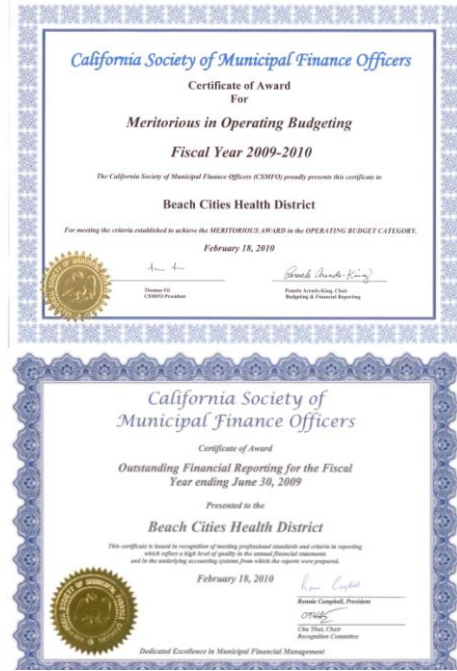 California Society of Municipal Finance Officers
Certificate of Award
For
Meritorious in Operating Budgeting
Fiscal Year 2009-2010
The California Society of Municipal Finance Officers (CSMFO) proudly presents this certificate to
Beach Cities Health District
For meeting the criteria established to achieve the MERITORIOUS AWARD in the OPERATING BUDGET CATEGORY.
February 18, 2010
Pamela Arends-King
Thomas Fil
CSMFO President
Pamela Arends-King, Chair
Budgeting & Financial Reporting
California Society of
Municipal Finance Officers
Certificate of Award
Outstanding Financial Reporting for the Fiscal
Year ending June 30, 2009
Presented to the
Beach Cities Health District
This certificate is issued in recognition of meeting professional standards and criteria in reporting
which reflect a high level of quality in the annual financial statements
and in the underlying accounting systems from which the reports were prepared.
February 18, 2010
Ronnie Campbell, President
Chu Thai, Chair
Recognition Committee
Dedicated Excellence in Municipal Financial Management